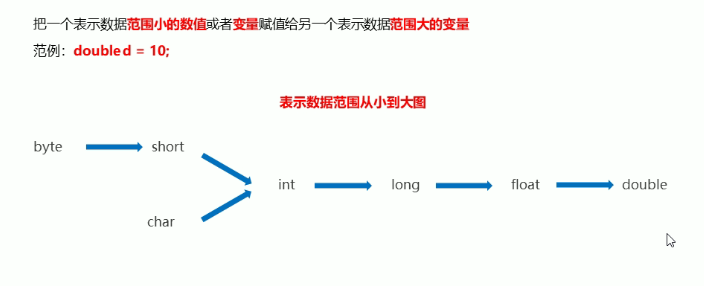 把一个表示数据范围小的数值或者变量赋值给另一个表示数据范围大的变量
范例：double d = 10;
表示数据范围从小到大图
byte short
int long float double
char